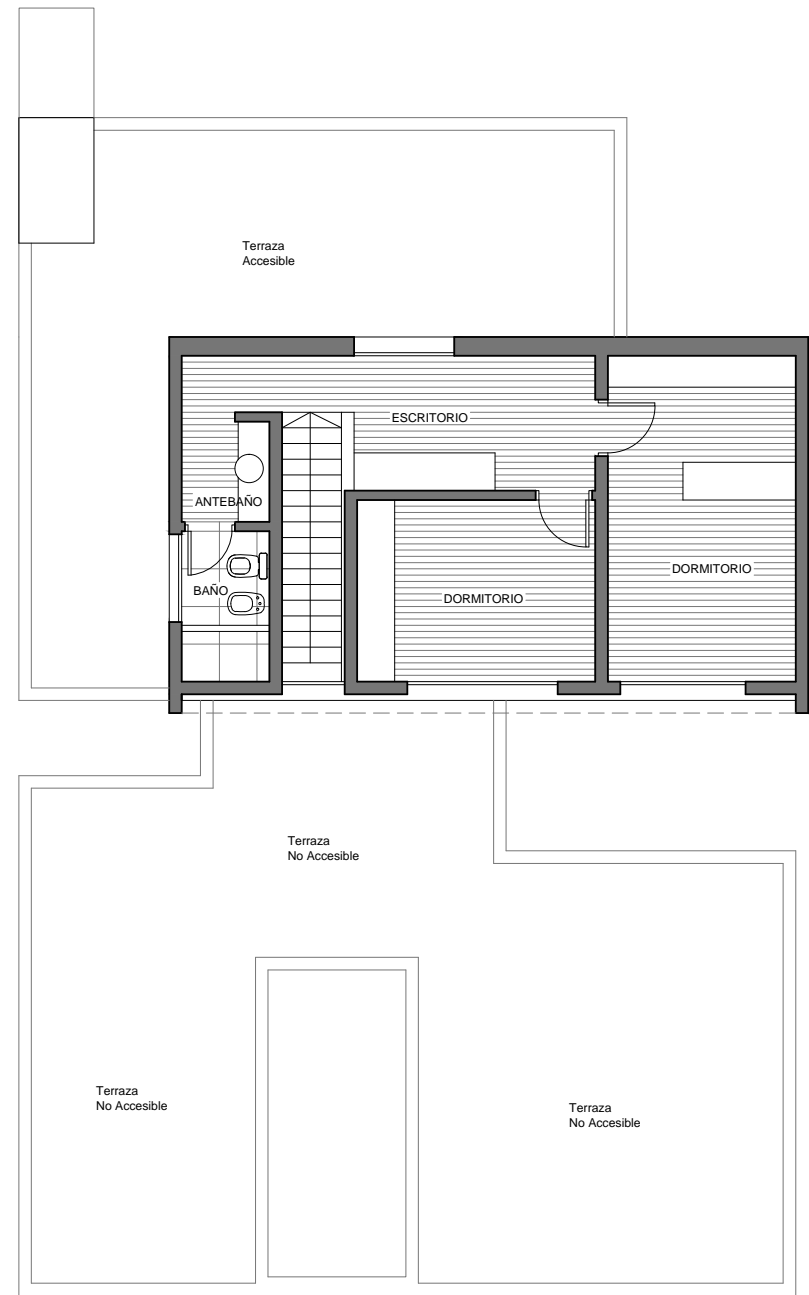 Terraza
Accesible
ESCRITORIO
ANTEBAÑO
DORMITORIO
BAÑO
DORMITORIO
Terraza
No Accesible
Terraza
No Accesible
Terraza
No Accesible